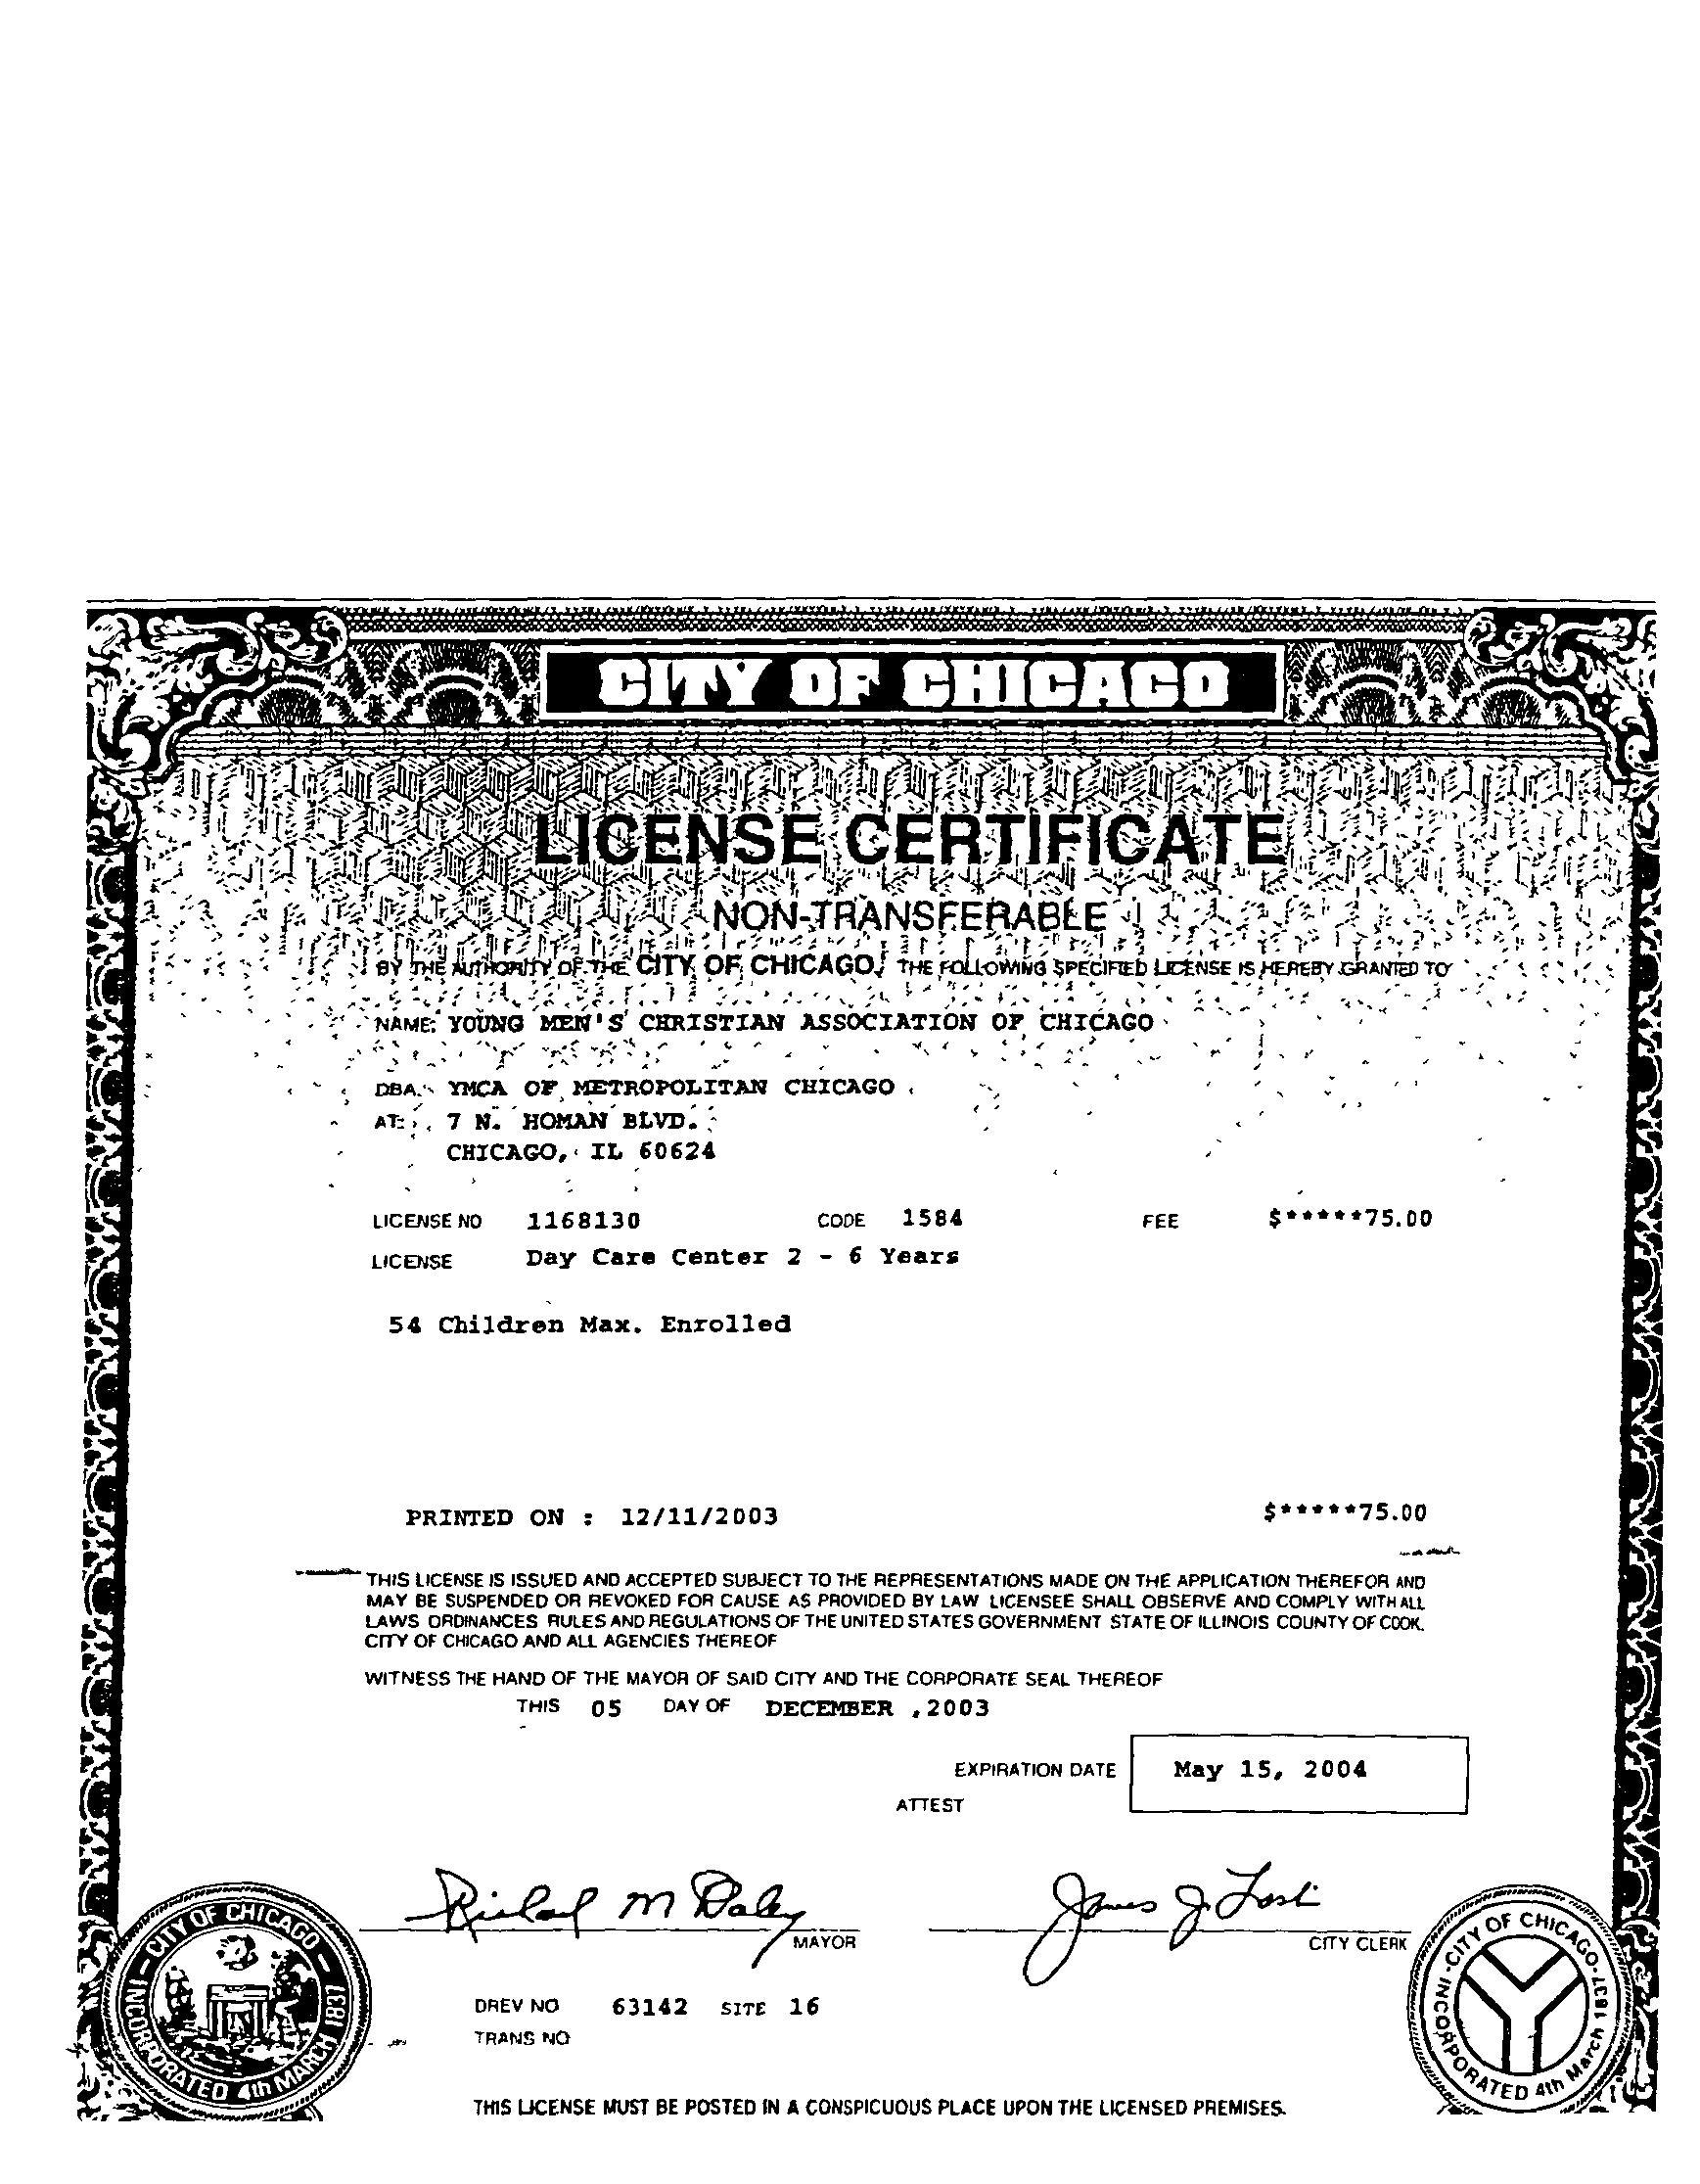 CITY OF CHICAGO
LICENSE CERTIFICATE
NON-TRANSFERABLE
BY THE AUTHORITY OF THE CITY OF CHICAGO, THE FOLLOWING SPECIFIED LICENSE IS HEREBY GRANTED TO
NAME: YOUNG MEN'S CHRISTIAN ASSOCIATION OF CHICAGO
DBA: YMCA OF METROPOLITAN CHICAGO
AT: 7 N. HOMAN BLVD.
CHICAGO, IL 60624
LICENSE NO 1168130 CODE 1584 FEE $*****75.00
LICENSE Day Care Center 2 - 6 Years
54 Children Max. Enrolled
PRINTED ON : 12/11/2003 $*****75.00
THIS LICENSE IS ISSUED AND ACCEPTED SUBJECT TO THE REPRESENTATIONS MADE ON THE APPLICATION THEREFOR AND
MAY BE SUSPENDED OR REVOKED FOR CAUSE AS PROVIDED BY LAW LICENSEE SHALL OBSERVE AND COMPLY WITH ALL
LAWS ORDINANCES RULES AND REGULATIONS OF THE UNITED STATES GOVERNMENT STATE OF ILLINOIS COUNTY OF COOK,
CITY OF CHICAGO AND ALL AGENCIES THEREOF
WITNESS THE HAND OF THE MAYOR OF SAID CITY AND THE CORPORATE SEAL THEREOF
THIS 05 DAY OF DECEMBER ,2003
EXPIRATION DATE May 15, 2004
ATTEST
Richard M Daley James J. Laski
MAYOR CITY CLERK
CITY OF CHICAGO INCORPORATED 4th MARCH 1837
CITY OF CHICAGO INCORPORATED 4th March 1837
DREV NO 63142 SITE 16
TRANS NO
THIS LICENSE MUST BE POSTED IN A CONSPICUOUS PLACE UPON THE LICENSED PREMISES.